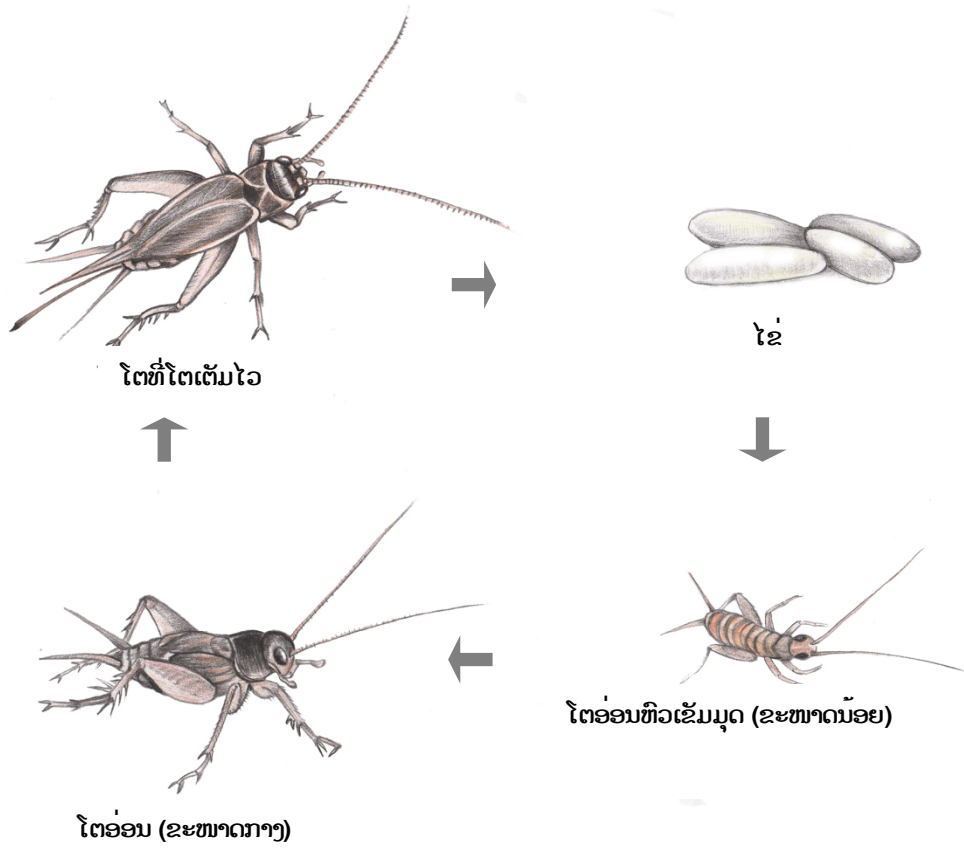 ໂຕທີ່ໂຕເຕັມໄວ
ໄຂ່
ໂຕອ່ອນຫົວເຂັມມຸດ (ຂະໜາດນ້ອຍ)
ໂຕອ່ອນ (ຂະໜາດກາງ)